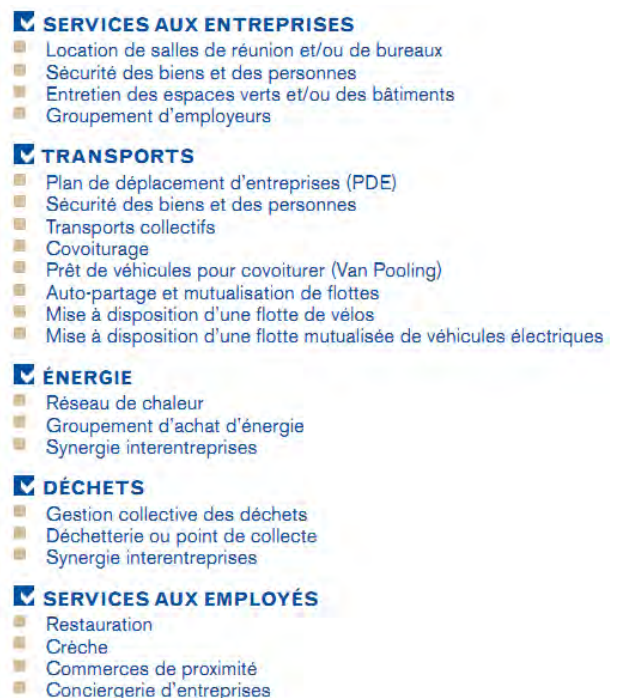 SERVICES AUX ENTREPRISES
Location de salles de réunion et/ou de bureaux
Sécurité des biens et des personnes
Entretien des espaces verts et/ou des bâtiments
Groupement d'employeurs
TRANSPORTS
Plan de déplacement d'entreprises (PDE)
Sécurité des biens et des personnes
Transports collectifs
Covoiturage
Prêt de véhicules pour covoiturer (Van Pooling)
Auto-partage et mutualisation de flottes
Mise à disposition d'une flotte de vélos
Mise à disposition d'une flotte mutualisée de véhicules électriques
ÉNERGIE
Réseau de chaleur
Groupement d'achat d'énergie
Synergie interentreprises
DÉCHETS
Gestion collective des déchets
Déchetterie ou point de collecte
Synergie interentreprises
SERVICES AUX EMPLOYÉS
Restauration
Crèche
Commerces de proximité
Conciergerie d'entreprises